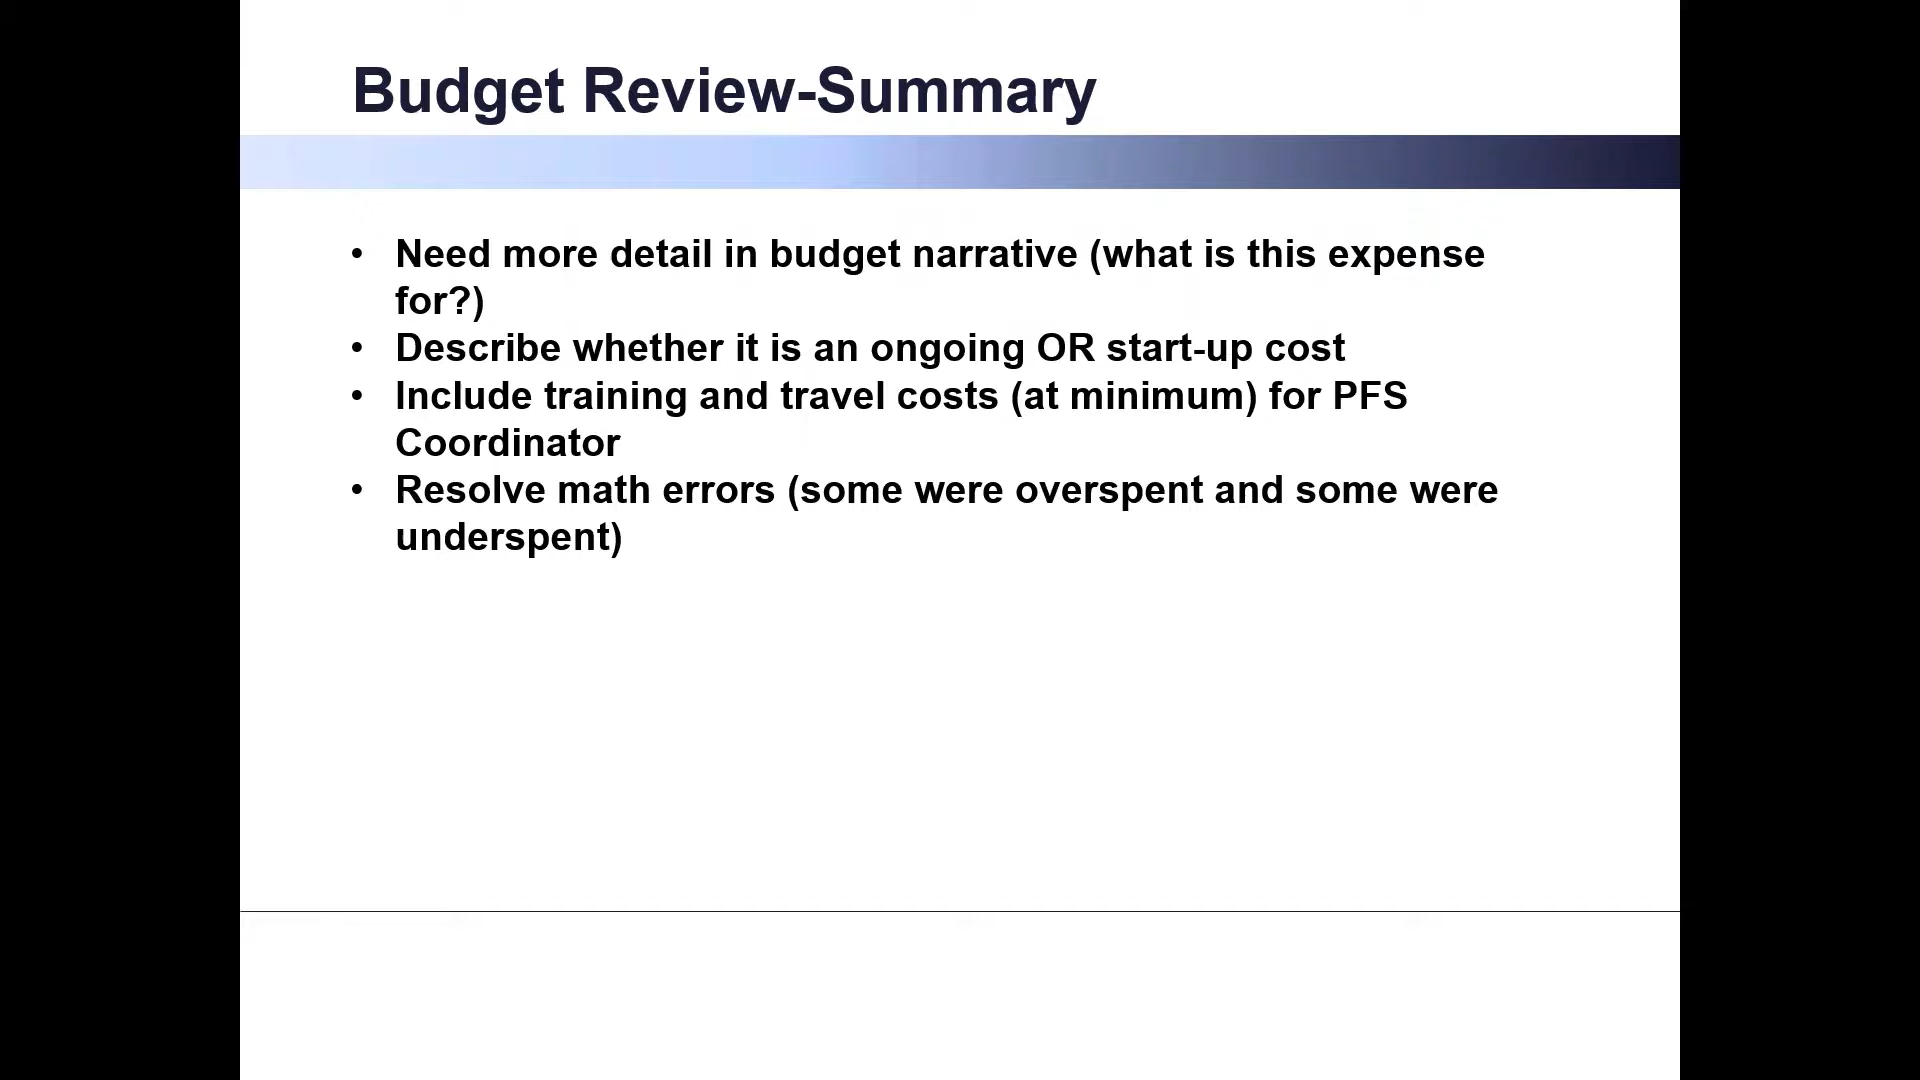 Budget Review-Summary
• Need more detail in budget narrative (what is this expense
for?)
• Describe whether it is an ongoing OR start-up cost
• Include training and travel costs (at minimum) for PFS
Coordinator
• Resolve math errors (some were overspent and some were
underspent)